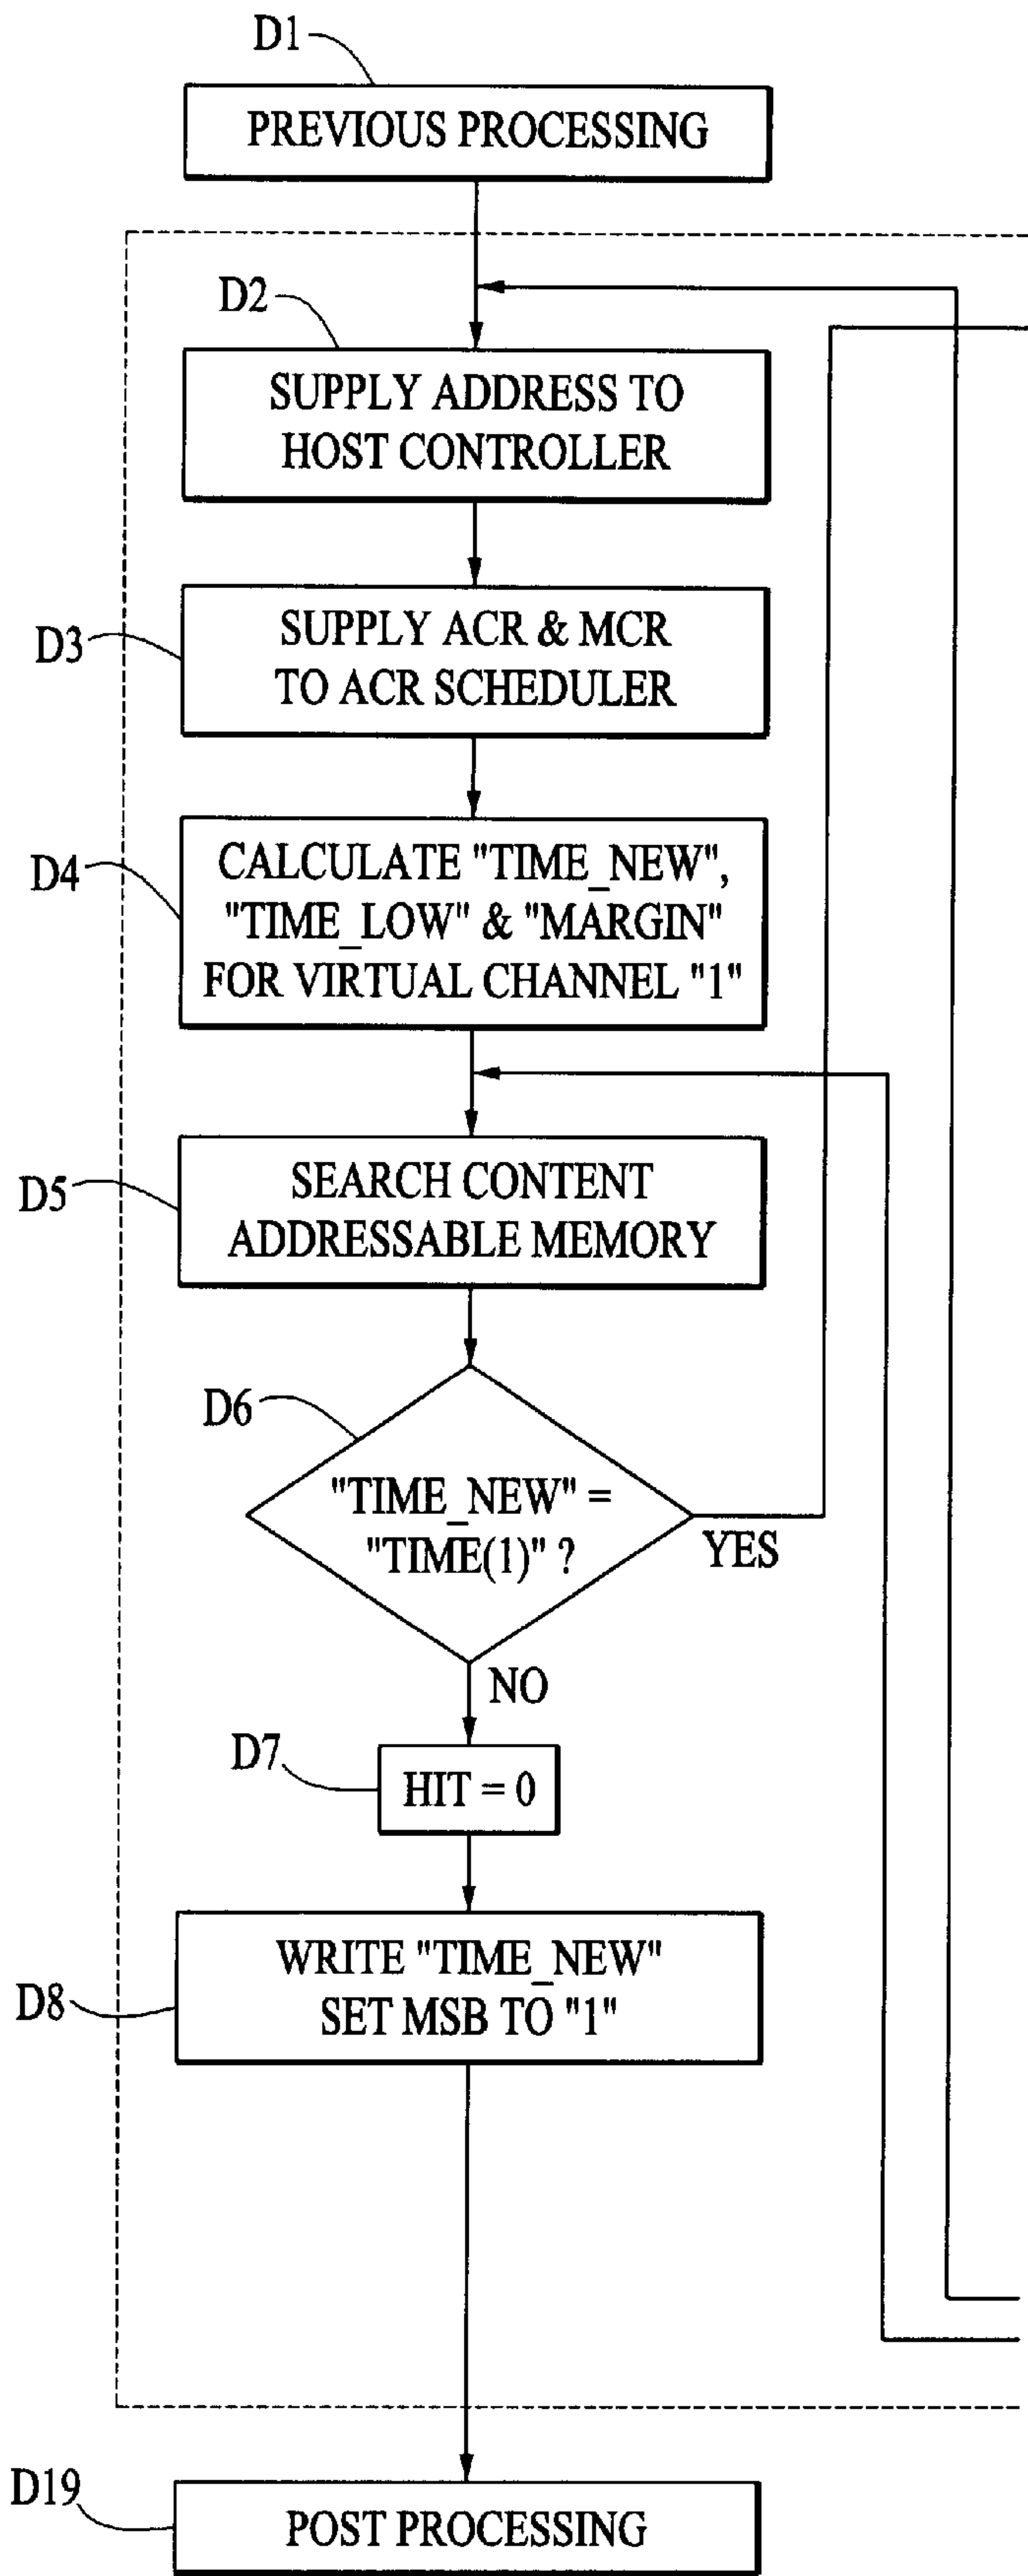 D1
PREVIOUS PROCESSING
D2
SUPPLY ADDRESS TO
HOST CONTROLLER
D3
SUPPLY ACR & MCR
TO ACR SCHEDULER
D4
CALCULATE "TIME_NEW",
"TIME_LOW" & "MARGIN"
FOR VIRTUAL CHANNEL "1"
D5
SEARCH CONTENT
ADDRESSABLE MEMORY
D6
"TIME_NEW" =
"TIME(1)" ?
YES
NO
D7
HIT = 0
D8
WRITE "TIME_NEW"
SET MSB TO "1"
D19
POST PROCESSING